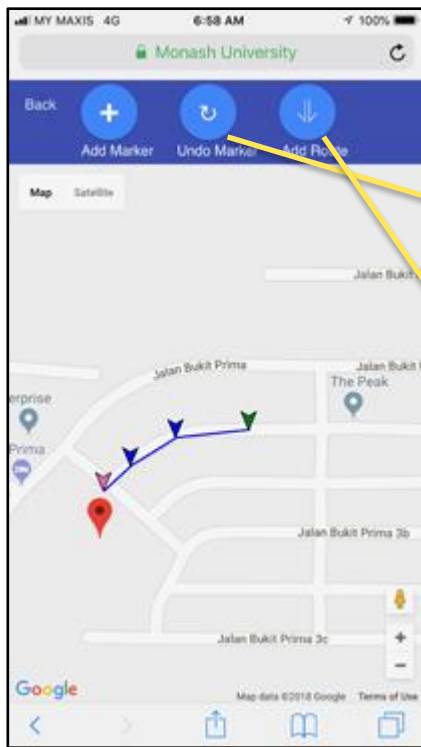 MY MAXIS 4G 6:58 AM 100%
Monash University
Back
Add Marker Undo Marker Add Route
Map Satellite
Jalan Bukit
Jalan Bukit Prima
Jalan Bukit
The Peak
erprise
Prima
Jalan Bukit Prima 3b
Jalan Bukit Prima 3c
+
−
Google Map data ©2018 Google Terms of Use